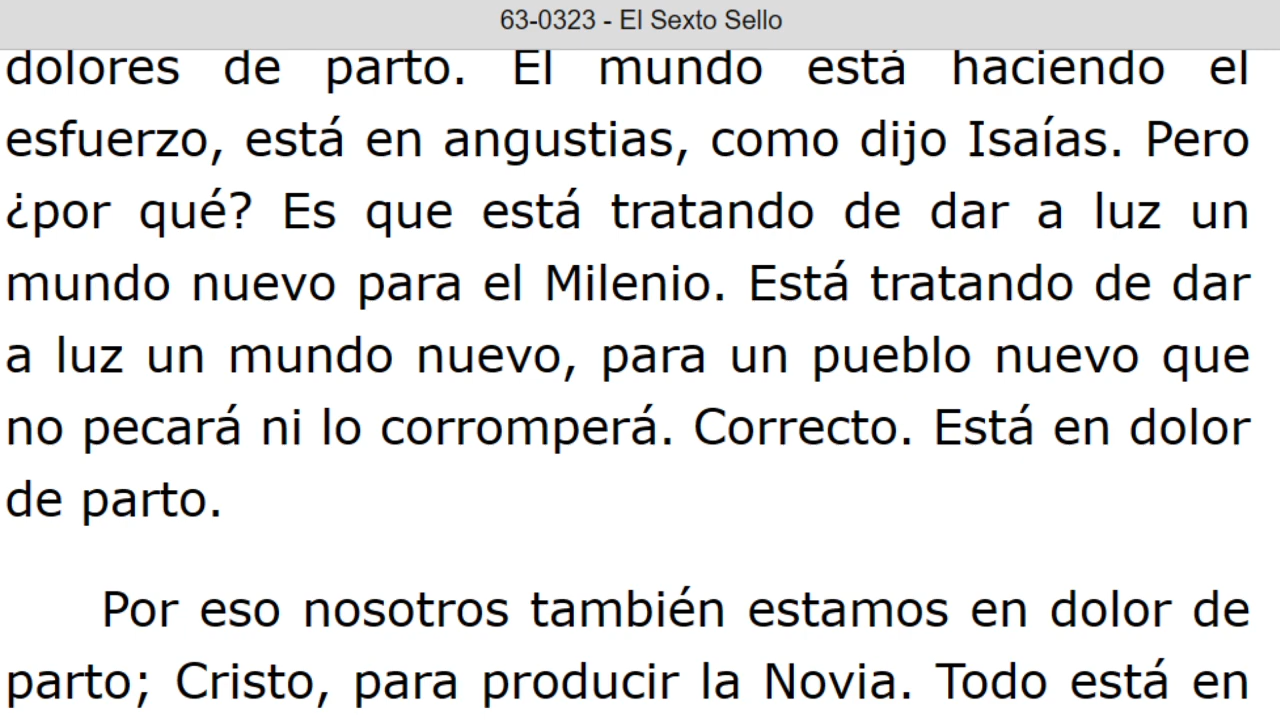 63-0323 - El Sexto Sello
dolores de parto. El mundo está haciendo el
esfuerzo, está en angustias, como dijo Isaías. Pero
¿por qué? Es que está tratando de dar a luz un
mundo nuevo para el Milenio. Está tratando de dar
a luz un mundo nuevo, para un pueblo nuevo que
no pecará ni lo corromperá. Correcto. Está en dolor
de parto.
Por eso nosotros también estamos en dolor de
parto; Cristo, para producir la Novia. Todo está en